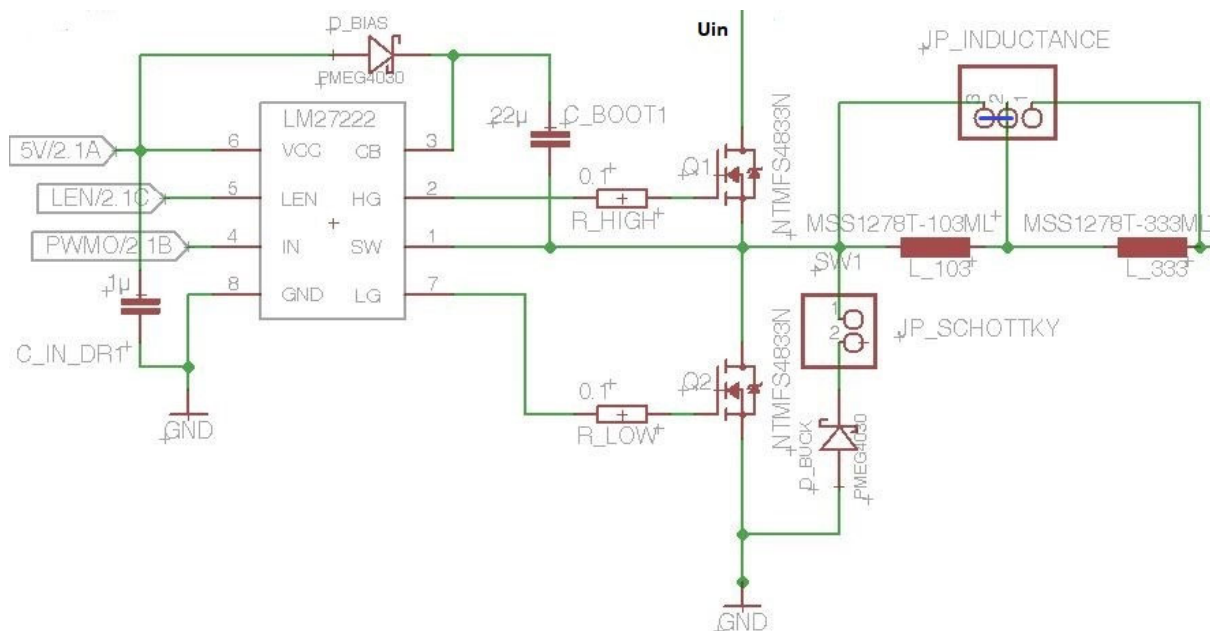 D_BIAS
Uin
JP_INDUCTANCE
PMEG4030
3 2 1
LM27222
22µ
C_BOOT1
5V/2.1A
6 VCC CB 3
Q1
NTMFS4833N
LEN/2.1C
5 LEN HG 2
0.1
R_HIGH
MSS1278T-103ML
MSS1278T-333ML
PWMO/2.1B
4 IN SW 1
SW1
L_103
L_333
1µ
8 GND LG 7
1
2
JP_SCHOTTKY
C_IN_DR1
Q2
NTMFS4833N
0.1
R_LOW
GND
D_BUCK
PMEG4030
GND